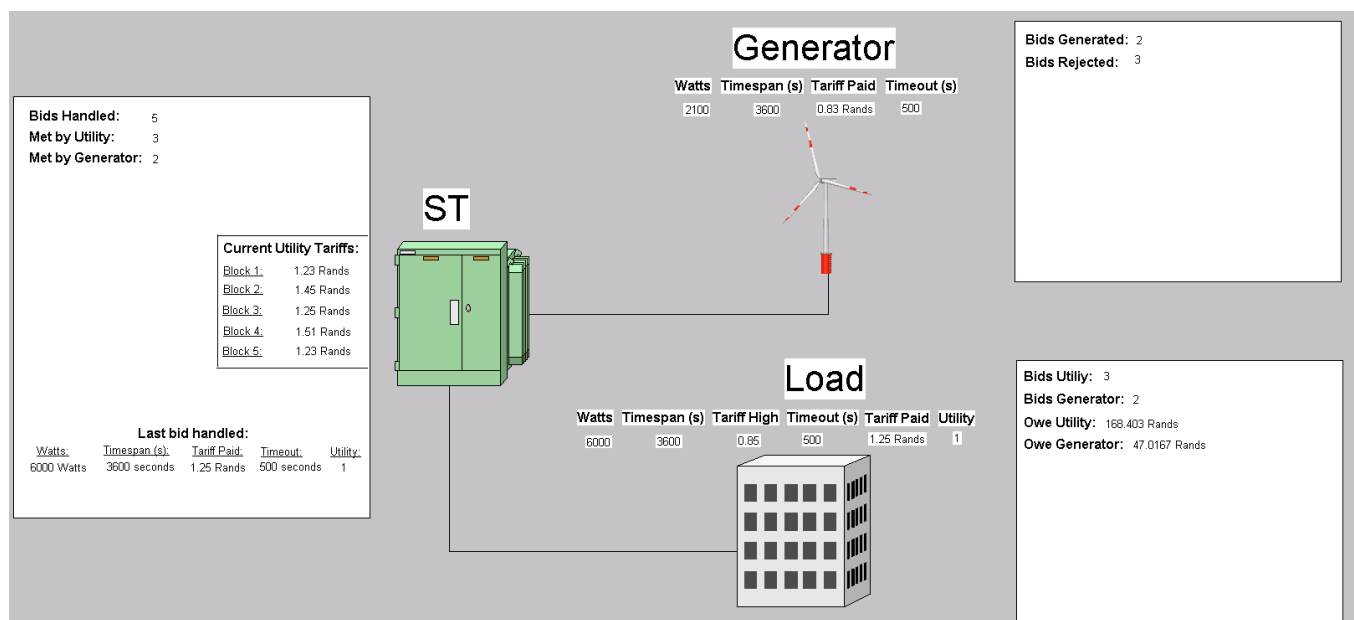 Generator
Watts Timespan (s) Tariff Paid Timeout (s)
2100 3600 0.83 Rands 500
Bids Generated: 2
Bids Rejected: 3
Bids Handled: 5
Met by Utility: 3
Met by Generator: 2
ST
Current Utility Tariffs:
Block 1: 1.23 Rands
Block 2: 1.45 Rands
Block 3: 1.25 Rands
Block 4: 1.51 Rands
Block 5: 1.23 Rands
Last bid handled:
Watts: Timespan (s): Tariff Paid: Timeout: Utility:
6000 Watts 3600 seconds 1.25 Rands 500 seconds 1
Load
Watts Timespan (s) Tariff High Timeout (s) Tariff Paid Utility
6000 3600 0.85 500 1.25 Rands 1
Bids Utiliy: 3
Bids Generator: 2
Owe Utility: 168.403 Rands
Owe Generator: 47.0167 Rands